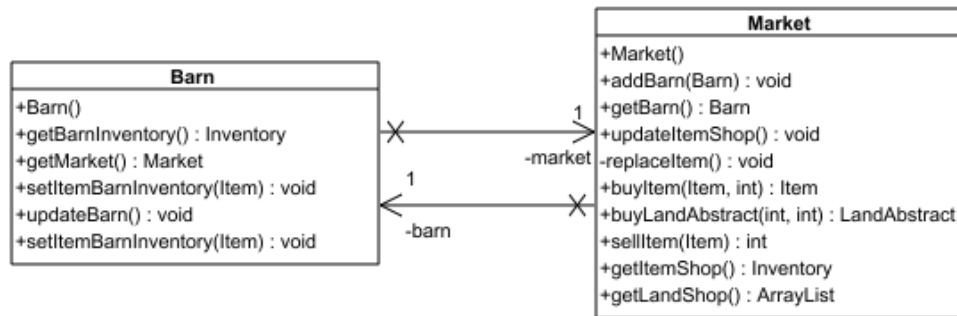 Barn
+Barn()
+getBarnInventory() : Inventory
+getMarket() : Market
+setItemBarnInventory(Item) : void
+updateBarn() : void
+setItemBarnInventory(Item) : void
1
-market
1
-barn
Market
+Market()
+addBarn(Barn) : void
+getBarn() : Barn
+updateItemShop() : void
-replaceItem() : void
+buyItem(Item, int) : Item
+buyLandAbstract(int, int) : LandAbstract
+sellItem(Item) : int
+getItemShop() : Inventory
+getLandShop() : ArrayList